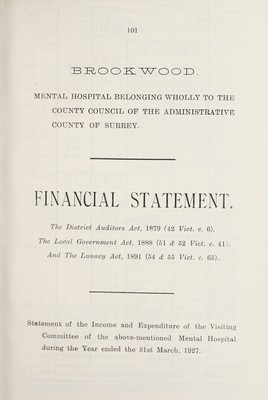 101
BROOKWOOD.
MENTAL HOSPITAL BELONGING WHOLLY TO THE
COUNTY COUNCIL OF THE ADMINISTRATIVE
COUNTY OF SURREY.
FINANCIAL STATEMENT.
The District Auditors Act, 1879 (42 Vict. c. 6).
The Local Government Act, 1888 (51 & 52 Vict. c. 41).
And The Lunacy Act, 1891 (54 & 55 Vict. c. 65).
Statement of the Income and Expenditure of the Visiting
Committee of the above-mentioned Mental Hospital
during the Year ended the 31st March, 1927.